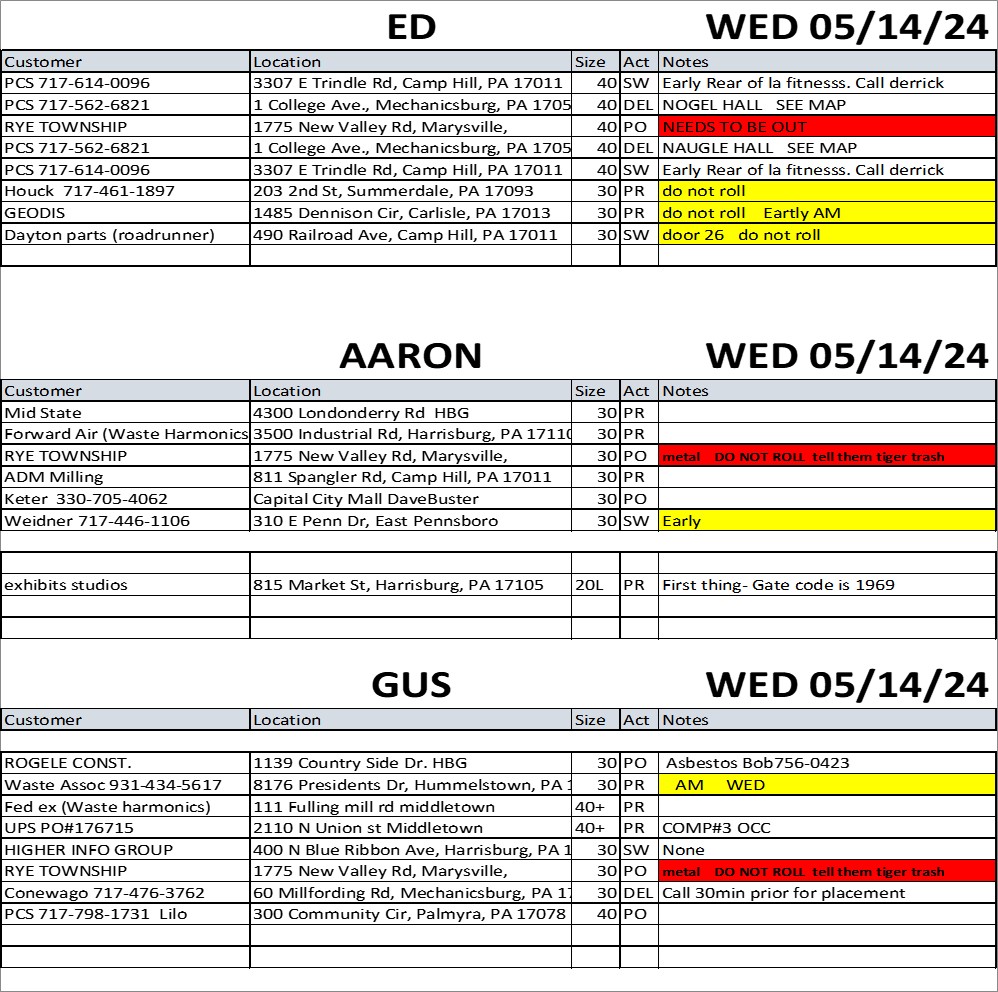 ED WED 05/14/24
Customer Location Size Act Notes
PCS 717-614-0096 3307 E Trindle Rd, Camp Hill, PA 17011 40 SW Early Rear of la fitnesss. Call derrick
PCS 717-562-6821 1 College Ave., Mechanicsburg, PA 1705 40 DEL NOGEL HALL SEE MAP
RYE TOWNSHIP 1775 New Valley Rd, Marysville, 40 PO NEEDS TO BE OUT
PCS 717-562-6821 1 College Ave., Mechanicsburg, PA 1705 40 DEL NAUGLE HALL SEE MAP
PCS 717-614-0096 3307 E Trindle Rd, Camp Hill, PA 17011 40 SW Early Rear of la fitnesss. Call derrick
Houck 717-461-1897 203 2nd St, Summerdale, PA 17093 30 PR do not roll
GEODIS 1485 Dennison Cir, Carlisle, PA 17013 30 PR do not roll Eartly AM
Dayton parts (roadrunner) 490 Railroad Ave, Camp Hill, PA 17011 30 SW door 26 do not roll
AARON WED 05/14/24
Customer Location Size Act Notes
Mid State 4300 Londonderry Rd HBG 30 PR
Forward Air (Waste Harmonics 3500 Industrial Rd, Harrisburg, PA 17110 30 PR
RYE TOWNSHIP 1775 New Valley Rd, Marysville, 30 PO metal DO NOT ROLL tell them tiger trash
ADM Milling 811 Spangler Rd, Camp Hill, PA 17011 30 PR
Keter 330-705-4062 Capital City Mall DaveBuster 30 PO
Weidner 717-446-1106 310 E Penn Dr, East Pennsboro 30 SW Early
exhibits studios 815 Market St, Harrisburg, PA 17105 20L PR First thing- Gate code is 1969
GUS WED 05/14/24
Customer Location Size Act Notes
ROGELE CONST. 1139 Country Side Dr. HBG 30 PO Asbestos Bob756-0423
Waste Assoc 931-434-5617 8176 Presidents Dr, Hummelstown, PA 1 30 PR AM WED
Fed ex (Waste harmonics) 111 Fulling mill rd middletown 40+ PR
UPS PO#176715 2110 N Union st Middletown 40+ PR COMP#3 OCC
HIGHER INFO GROUP 400 N Blue Ribbon Ave, Harrisburg, PA 1 30 SW None
RYE TOWNSHIP 1775 New Valley Rd, Marysville, 30 PO metal DO NOT ROLL tell them tiger trash
Conewago 717-476-3762 60 Millfording Rd, Mechanicsburg, PA 17 30 DEL Call 30min prior for placement
PCS 717-798-1731 Lilo 300 Community Cir, Palmyra, PA 17078 40 PO